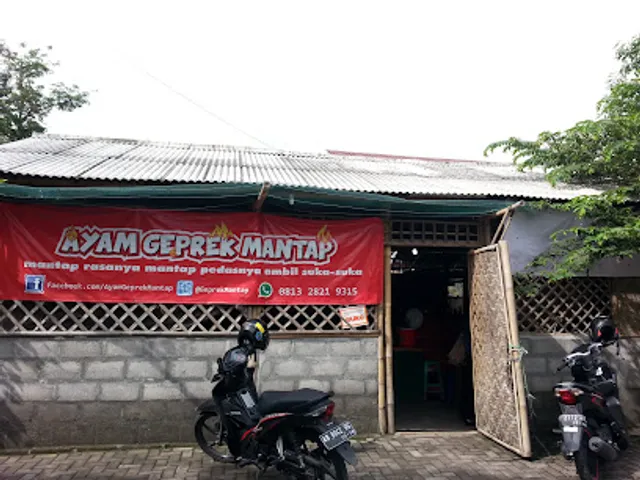 AYAM GEPREK MANTAP
mantap rasanya mantap pedasnya ambil suka-suka
Facebook.com/AyamGeprekMantap
@GeprekMantap
0813 2821 9315